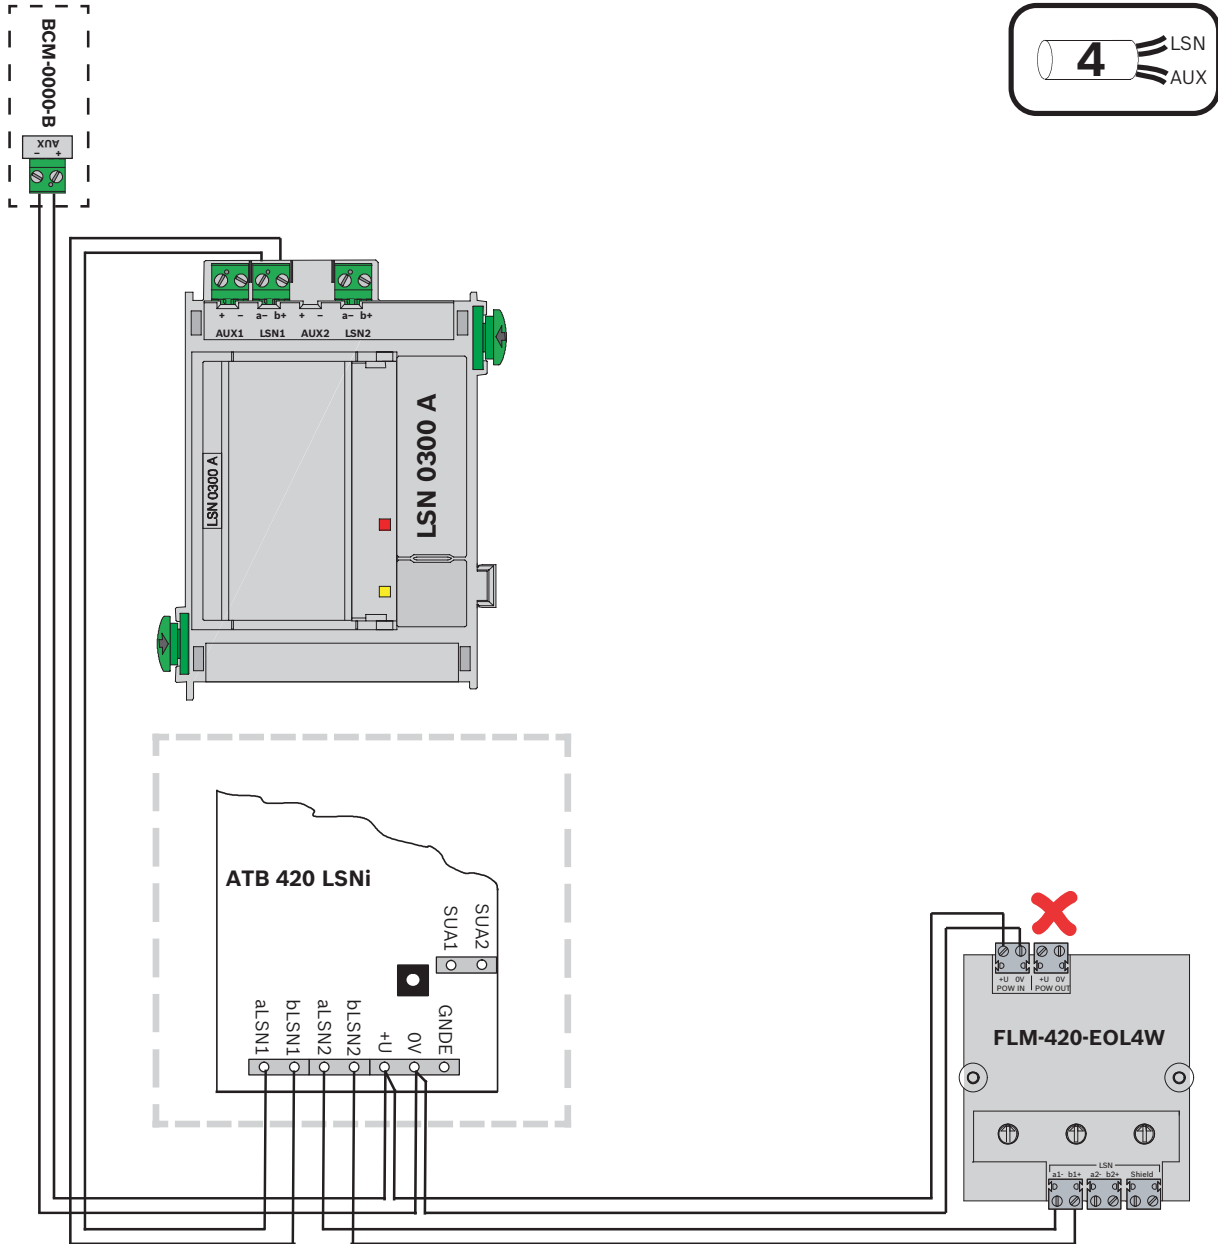 BCM-0000-B
AUX
- +
4
LSN
AUX
+ - a- b+ + - a- b+
AUX1 LSN1 AUX2 LSN2
LSN 0300 A
LSN 0300 A
ATB 420 LSNi
SUA1
SUA2
aLSN1
bLSN1
aLSN2
bLSN2
+U
0V
GNDE
+U 0V +U 0V
POW IN POW OUT
FLM-420-EOL4W
LSN
a1- b1+ a2- b2+ Shield